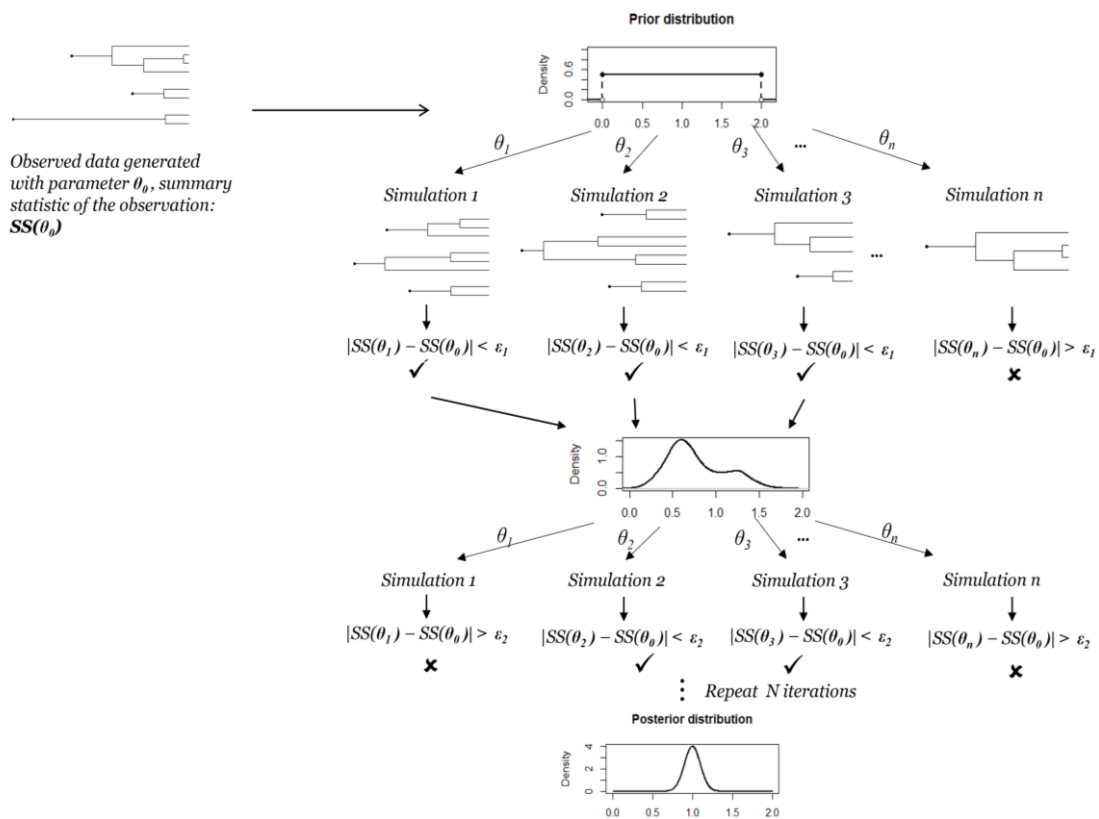 Prior distribution
Density
0.0 0.6
0.0 0.5 1.0 1.5 2.0
Observed data generated
with parameter θ₀, summary
statistic of the observation:
SS(θ₀)
θ₁ θ₂ θ₃ ... θₙ
Simulation 1 Simulation 2 Simulation 3 Simulation n
...
|SS(θ₁) – SS(θ₀)| < ε₁ |SS(θ₂) – SS(θ₀)| < ε₁ |SS(θ₃) – SS(θ₀)| < ε₁ |SS(θₙ) – SS(θ₀)| > ε₁
✓ ✓ ✓ ✘
Density
0.0 1.0
0.0 0.5 1.0 1.5 2.0
θ₁ θ₂ θ₃ ... θₙ
Simulation 1 Simulation 2 Simulation 3 Simulation n
|SS(θ₁) – SS(θ₀)| > ε₂ |SS(θ₂) – SS(θ₀)| < ε₂ |SS(θ₃) – SS(θ₀)| < ε₂ |SS(θₙ) – SS(θ₀)| > ε₂
✘ ✓ ✓ ✘
⋮ Repeat N iterations
Posterior distribution
Density
0 2 4
0.0 0.5 1.0 1.5 2.0